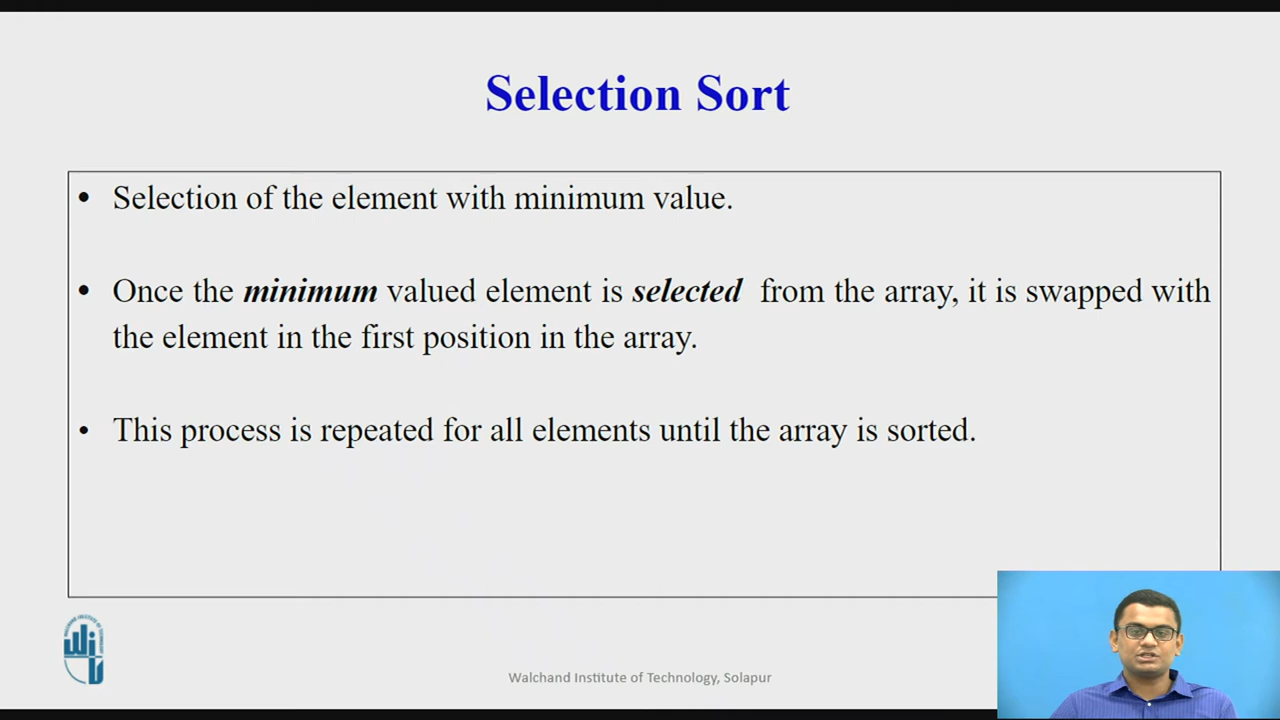 Selection Sort
• Selection of the element with minimum value.
• Once the minimum valued element is selected from the array, it is swapped with
the element in the first position in the array.
• This process is repeated for all elements until the array is sorted.
Walchand Institute of Technology, Solapur